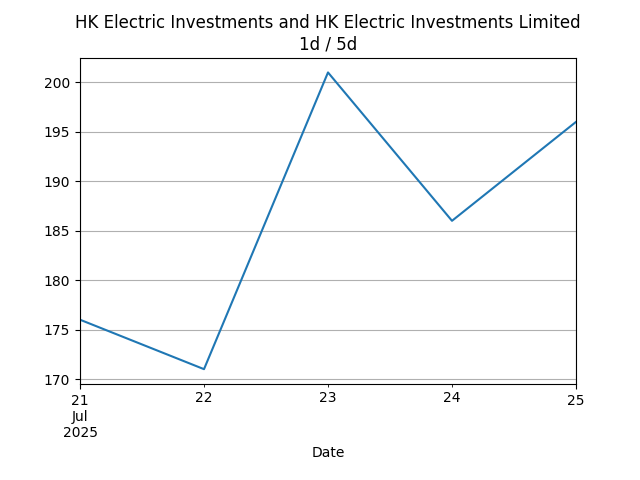 HK Electric Investments and HK Electric Investments Limited
1d / 5d
200
195
190
185
180
175
170
21 22 23 24 25
Jul
2025
Date